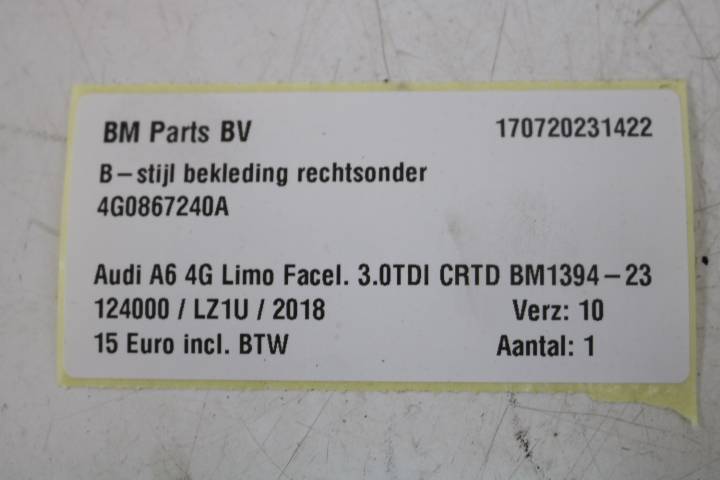 BM Parts BV 170720231422
B-stijl bekleding rechtsonder
4G0867240A
Audi A6 4G Limo Facel. 3.0TDI CRTD BM1394-23
124000 / LZ1U / 2018 Verz: 10
15 Euro incl. BTW Aantal: 1